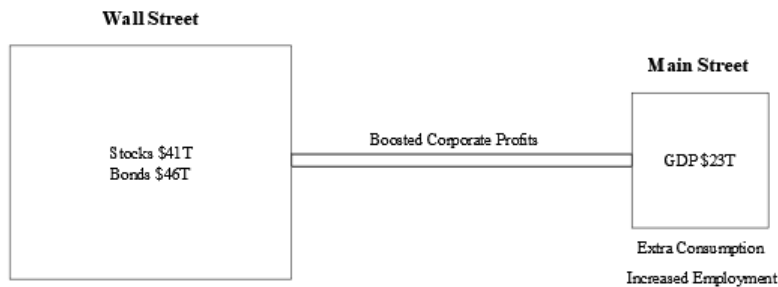 Wall Street
Main Street
Stocks $41T
Bonds $46T
Boosted Corporate Profits
GDP $23T
Extra Consumption
Increased Employment